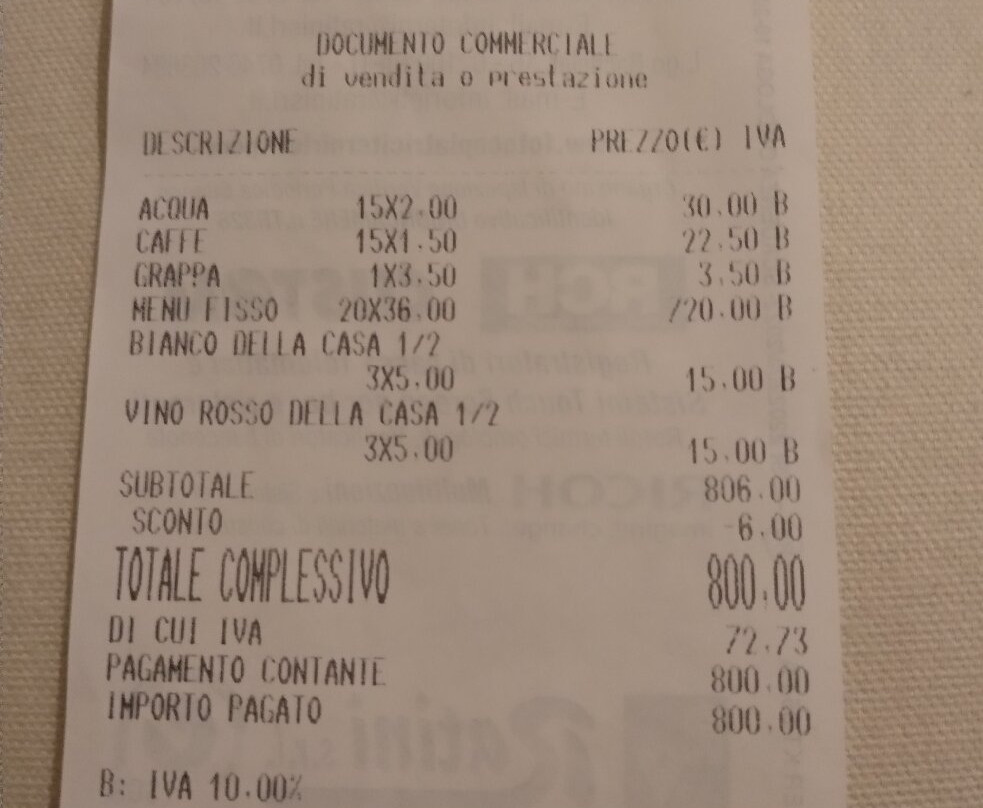 DOCUMENTO COMMERCIALE
di vendita o prestazione
DESCRIZIONE PREZZO(€) IVA
ACQUA 15X2.00 30.00 B
CAFFE 15X1.50 22.50 B
GRAPPA 1X3.50 3.50 B
MENU FISSO 20X36.00 720.00 B
BIANCO DELLA CASA 1/2
3X5.00 15.00 B
VINO ROSSO DELLA CASA 1/2
3X5.00 15.00 B
SUBTOTALE 806.00
SCONTO -6.00
TOTALE COMPLESSIVO 800.00
DI CUI IVA 72.73
PAGAMENTO CONTANTE 800.00
IMPORTO PAGATO 800.00
B: IVA 10.00%